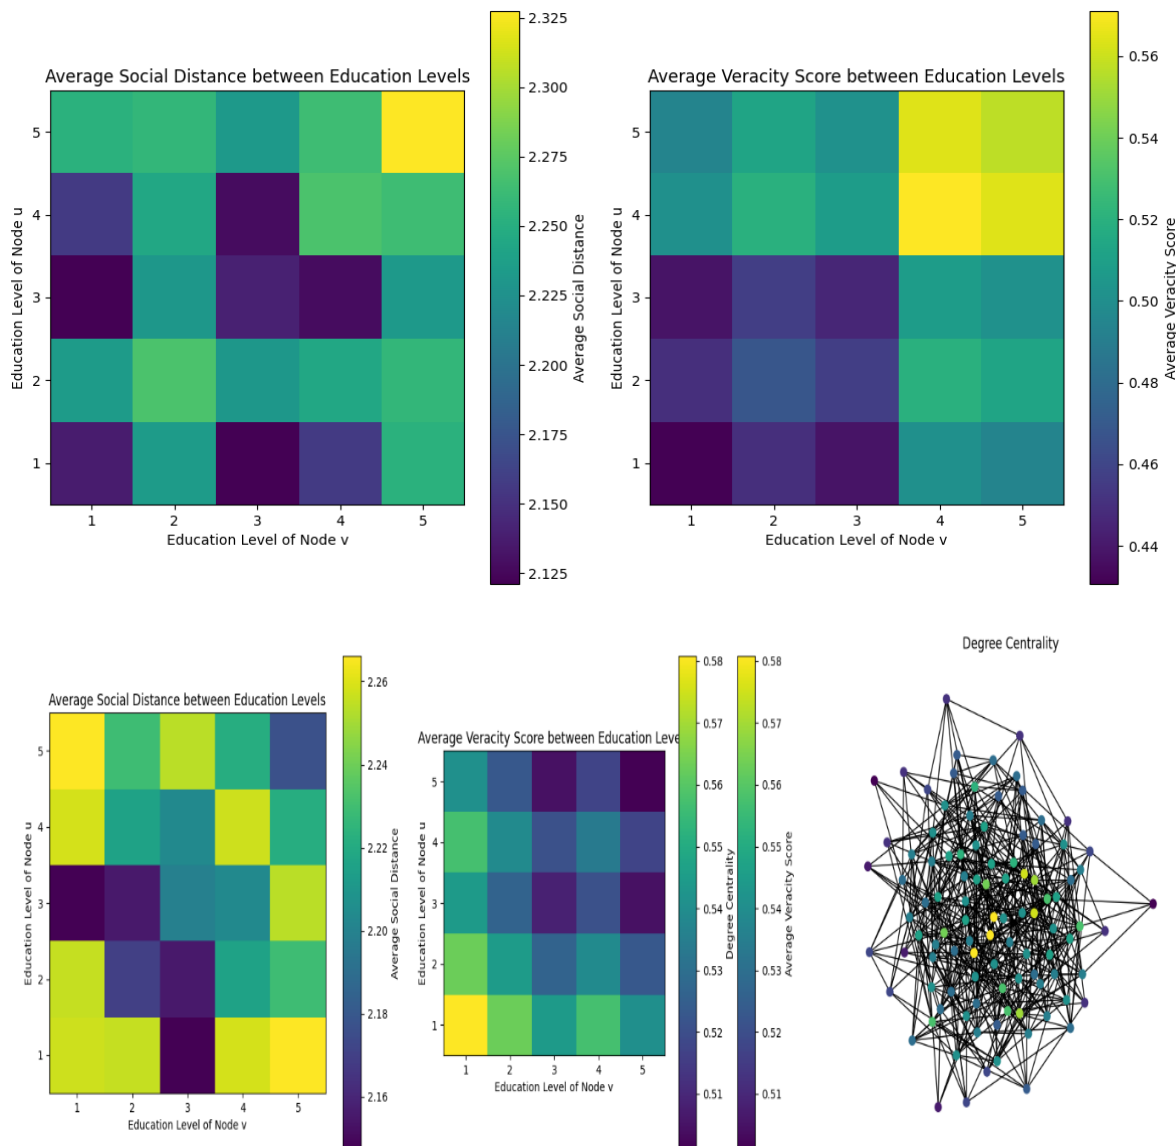 Average Social Distance between Education Levels
5
4
3
2
1
1 2 3 4 5
Education Level of Node u
Education Level of Node v
2.325
2.300
2.275
2.250
2.225
2.200
2.175
2.150
2.125
Average Social Distance
Average Veracity Score between Education Levels
5
4
3
2
1
1 2 3 4 5
Education Level of Node u
Education Level of Node v
0.56
0.54
0.52
0.50
0.48
0.46
0.44
Average Veracity Score
Average Social Distance between Education Levels
5
4
3
2
1
1 2 3 4 5
Education Level of Node u
Education Level of Node v
2.26
2.24
2.22
2.20
2.18
2.16
Average Social Distance
Average Veracity Score between Education Leve
5
4
3
2
1
1 2 3 4 5
Education Level of Node u
Education Level of Node v
0.58
0.57
0.56
0.55
0.54
0.53
0.52
0.51
Degree Centrality
0.58
0.57
0.56
0.55
0.54
0.53
0.52
0.51
Average Veracity Score
Degree Centrality